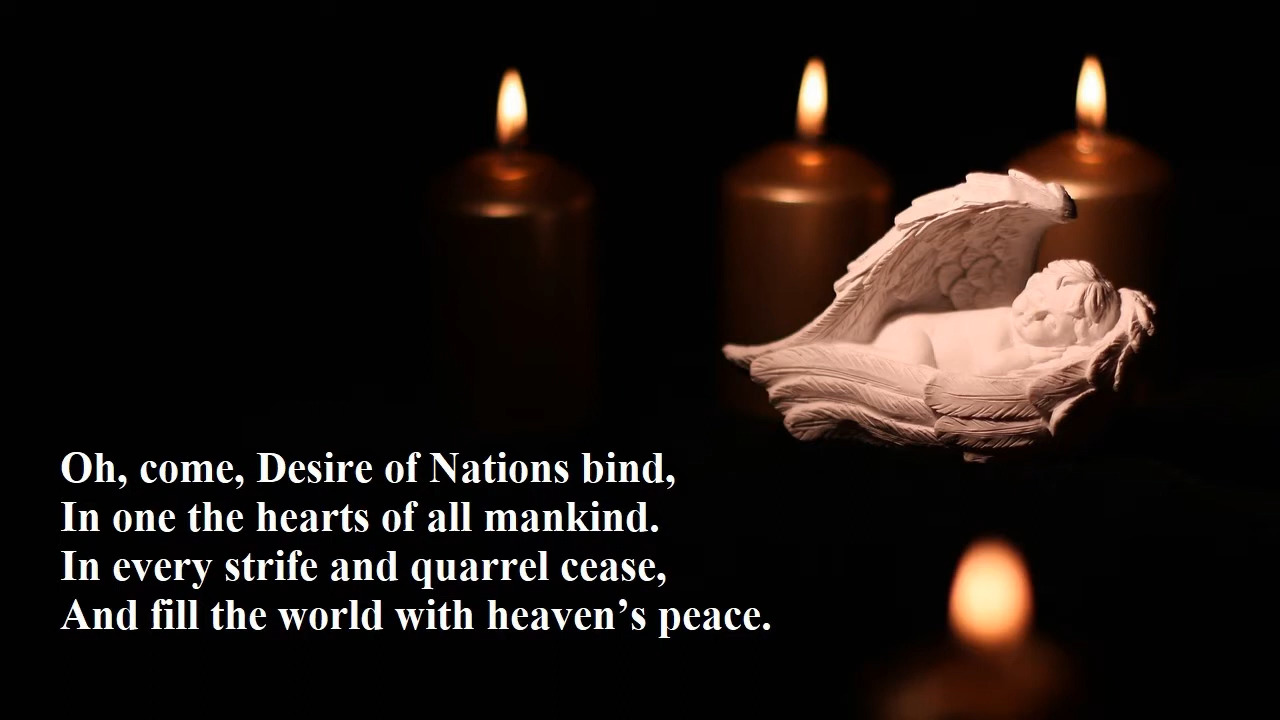 Oh, come, Desire of Nations bind,
In one the hearts of all mankind.
In every strife and quarrel cease,
And fill the world with heaven’s peace.